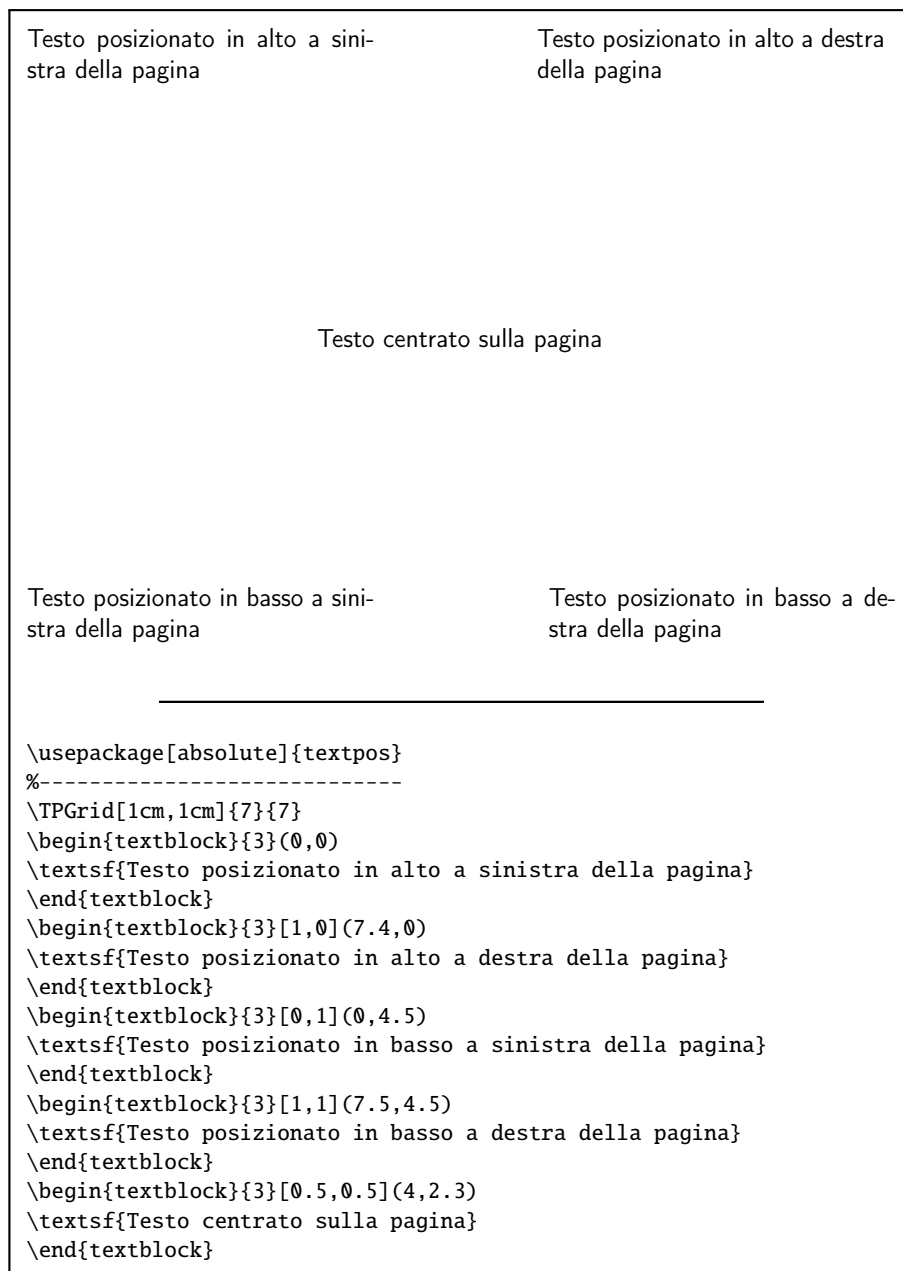 Testo posizionato in alto a sini-
stra della pagina
Testo posizionato in alto a destra
della pagina
Testo centrato sulla pagina
Testo posizionato in basso a sini-
stra della pagina
Testo posizionato in basso a de-
stra della pagina
\usepackage[absolute]{textpos}
%-----------------------------
\TPGrid[1cm,1cm]{7}{7}
\begin{textblock}{3}(0,0)
\textsf{Testo posizionato in alto a sinistra della pagina}
\end{textblock}
\begin{textblock}{3}[1,0](7.4,0)
\textsf{Testo posizionato in alto a destra della pagina}
\end{textblock}
\begin{textblock}{3}[0,1](0,4.5)
\textsf{Testo posizionato in basso a sinistra della pagina}
\end{textblock}
\begin{textblock}{3}[1,1](7.5,4.5)
\textsf{Testo posizionato in basso a destra della pagina}
\end{textblock}
\begin{textblock}{3}[0.5,0.5](4,2.3)
\textsf{Testo centrato sulla pagina}
\end{textblock}